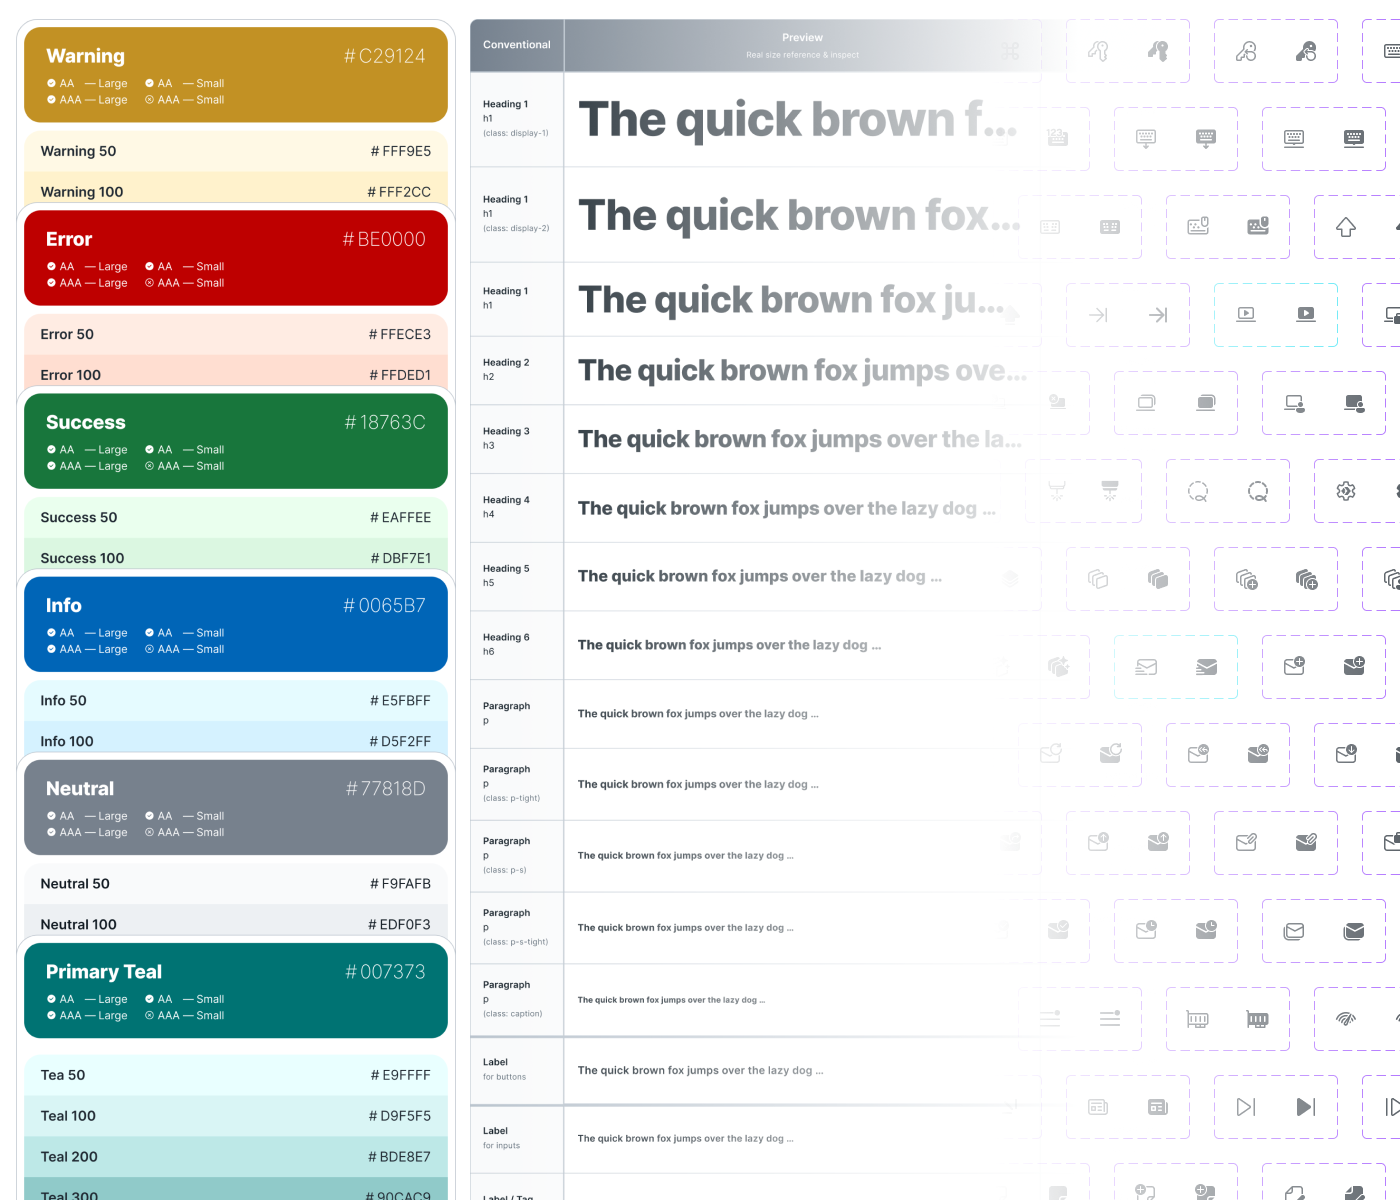 Warning
# C29124
AA — Large
AA — Small
AAA — Large
AAA — Small
Warning 50
# FFF9E5
Warning 100
# FFF2CC
Error
# BE0000
AA — Large
AA — Small
AAA — Large
AAA — Small
Error 50
# FFECE3
Error 100
# FFDED1
Success
# 18763C
AA — Large
AA — Small
AAA — Large
AAA — Small
Success 50
# EAFFEE
Success 100
# DBF7E1
Info
# 0065B7
AA — Large
AA — Small
AAA — Large
AAA — Small
Info 50
# E5FBFF
Info 100
# D5F2FF
Neutral
# 77818D
AA — Large
AA — Small
AAA — Large
AAA — Small
Neutral 50
# F9FAFB
Neutral 100
# EDF0F3
Primary Teal
# 007373
AA — Large
AA — Small
AAA — Large
AAA — Small
Tea 50
# E9FFFF
Teal 100
# D9F5F5
Teal 200
# BDE8E7
Teal 300
# 90CAC9
Conventional
Preview
Real size reference & inspect
Heading 1
h1
(class: display-1)
The quick brown f...
Heading 1
h1
(class: display-2)
The quick brown fox...
Heading 1
h1
The quick brown fox ju...
Heading 2
h2
The quick brown fox jumps ove...
Heading 3
h3
The quick brown fox jumps over the la...
Heading 4
h4
The quick brown fox jumps over the lazy dog ...
Heading 5
h5
The quick brown fox jumps over the lazy dog ...
Heading 6
h6
The quick brown fox jumps over the lazy dog ...
Paragraph
p
The quick brown fox jumps over the lazy dog ...
Paragraph
p
(class: p-tight)
The quick brown fox jumps over the lazy dog ...
Paragraph
p
(class: p-s)
The quick brown fox jumps over the lazy dog ...
Paragraph
p
(class: p-s-tight)
The quick brown fox jumps over the lazy dog ...
Paragraph
p
(class: caption)
The quick brown fox jumps over the lazy dog ...
Label
for buttons
The quick brown fox jumps over the lazy dog ...
Label
for inputs
The quick brown fox jumps over the lazy dog ...
Label / Tag
123